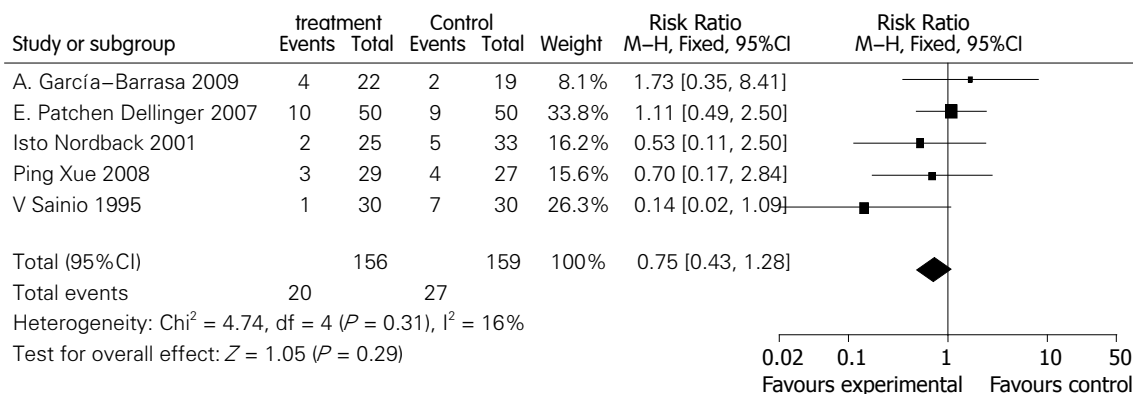 treatment Control Risk Ratio Risk Ratio
Study or subgroup Events Total Events Total Weight M–H, Fixed, 95%CI M–H, Fixed, 95%CI
A. García–Barrasa 2009 4 22 2 19 8.1% 1.73 [0.35, 8.41]
E. Patchen Dellinger 2007 10 50 9 50 33.8% 1.11 [0.49, 2.50]
Isto Nordback 2001 2 25 5 33 16.2% 0.53 [0.11, 2.50]
Ping Xue 2008 3 29 4 27 15.6% 0.70 [0.17, 2.84]
V Sainio 1995 1 30 7 30 26.3% 0.14 [0.02, 1.09]
Total (95%CI) 156 159 100% 0.75 [0.43, 1.28]
Total events 20 27
Heterogeneity: Chi² = 4.74, df = 4 (P = 0.31), I² = 16%
Test for overall effect: Z = 1.05 (P = 0.29)
0.02 0.1 1 10 50
Favours experimental Favours control